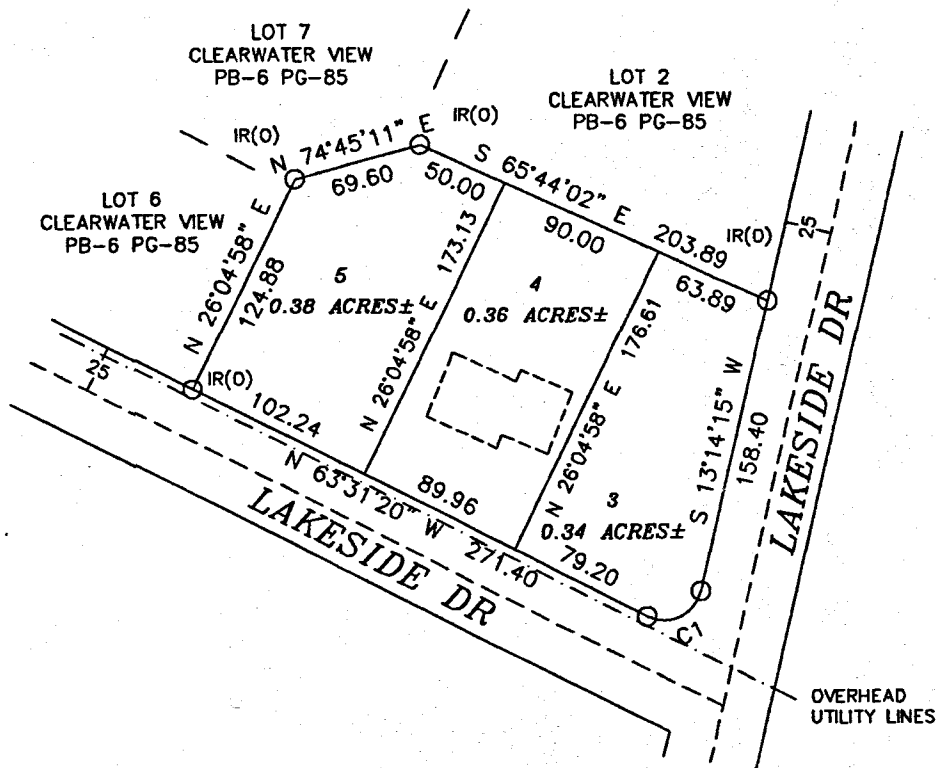 LOT 7
CLEARWATER VIEW
PB-6 PG-85
LOT 2
CLEARWATER VIEW
PB-6 PG-85
IR(O)
IR(O)
N 74°45'11" E
69.60
50.00
S 65°44'02" E
90.00
203.89
IR(O)
63.89
25
LOT 6
CLEARWATER VIEW
PB-6 PG-85
N 26°04'58" E
124.88
5
0.38 ACRES±
173.13
N 26°04'58" E
4
0.36 ACRES±
176.61
N 26°04'58" E
S 13°14'15" W
158.40
LAKESIDE DR
25
IR(O)
102.24
N 63°31'20" W
89.96
271.40
3
0.34 ACRES±
79.20
C1
LAKESIDE DR
OVERHEAD
UTILITY LINES